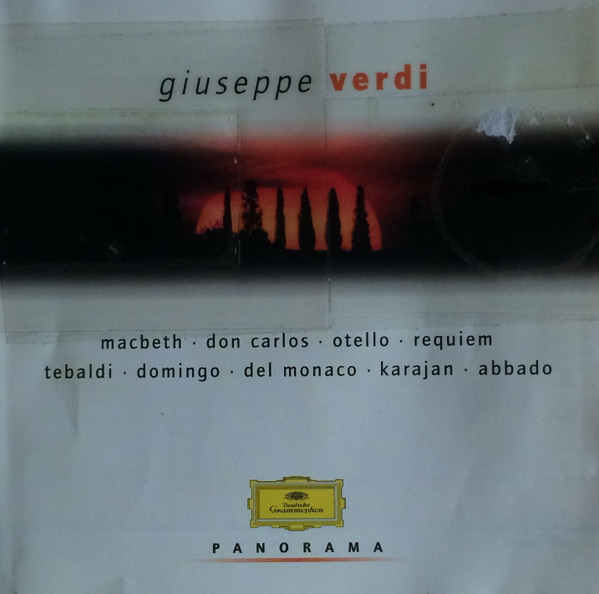 giuseppe verdi
macbeth · don carlos · otello · requiem
tebaldi · domingo · del monaco · karajan · abbado
Deutsche
Grammophon
PANORAMA